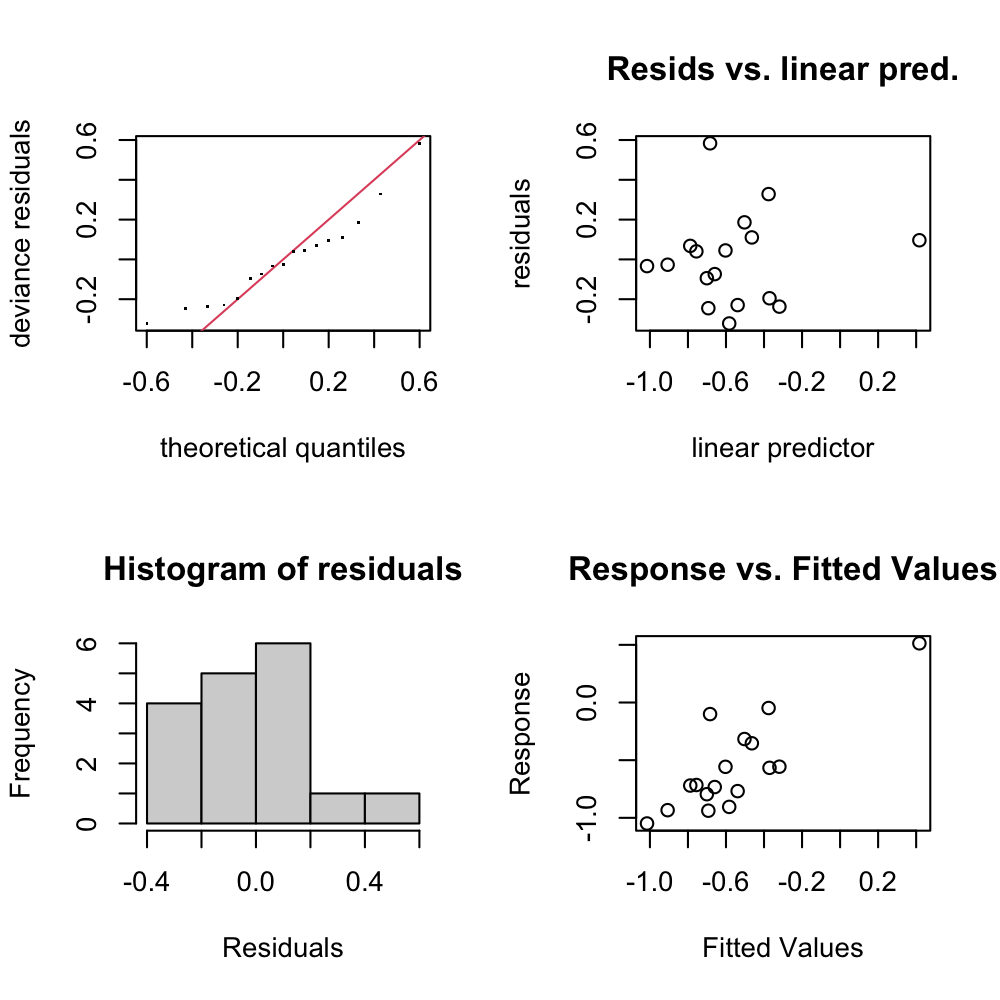 deviance residuals
0.6
0.2
-0.2
-0.6
-0.2
0.2
0.6
theoretical quantiles
Resids vs. linear pred.
residuals
0.6
0.2
-0.2
-1.0
-0.6
-0.2
0.2
linear predictor
Histogram of residuals
Frequency
6
4
2
0
-0.4
0.0
0.4
Residuals
Response vs. Fitted Values
Response
0.0
-1.0
-1.0
-0.6
-0.2
0.2
Fitted Values